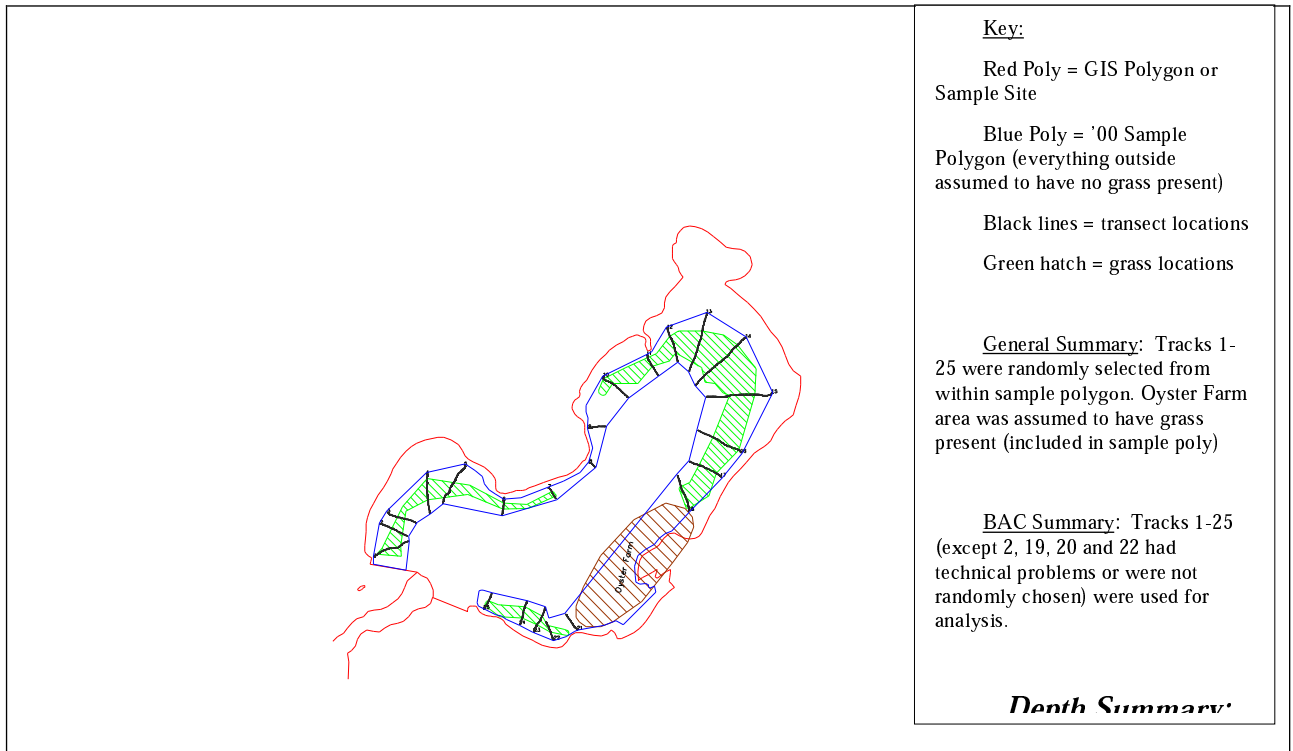 Key:
Red Poly = GIS Polygon or
Sample Site
Blue Poly = ’00 Sample
Polygon (everything outside
assumed to have no grass present)
Black lines = transect locations
Green hatch = grass locations
General Summary:  Tracks 1-
25 were randomly selected from
within sample polygon. Oyster Farm
area was assumed to have grass
present (included in sample poly)
BAC Summary:  Tracks 1-25
(except 2, 19, 20 and 22 had
technical problems or were not
randomly chosen) were used for
analysis.
Depth Summary:
Oyster Farm